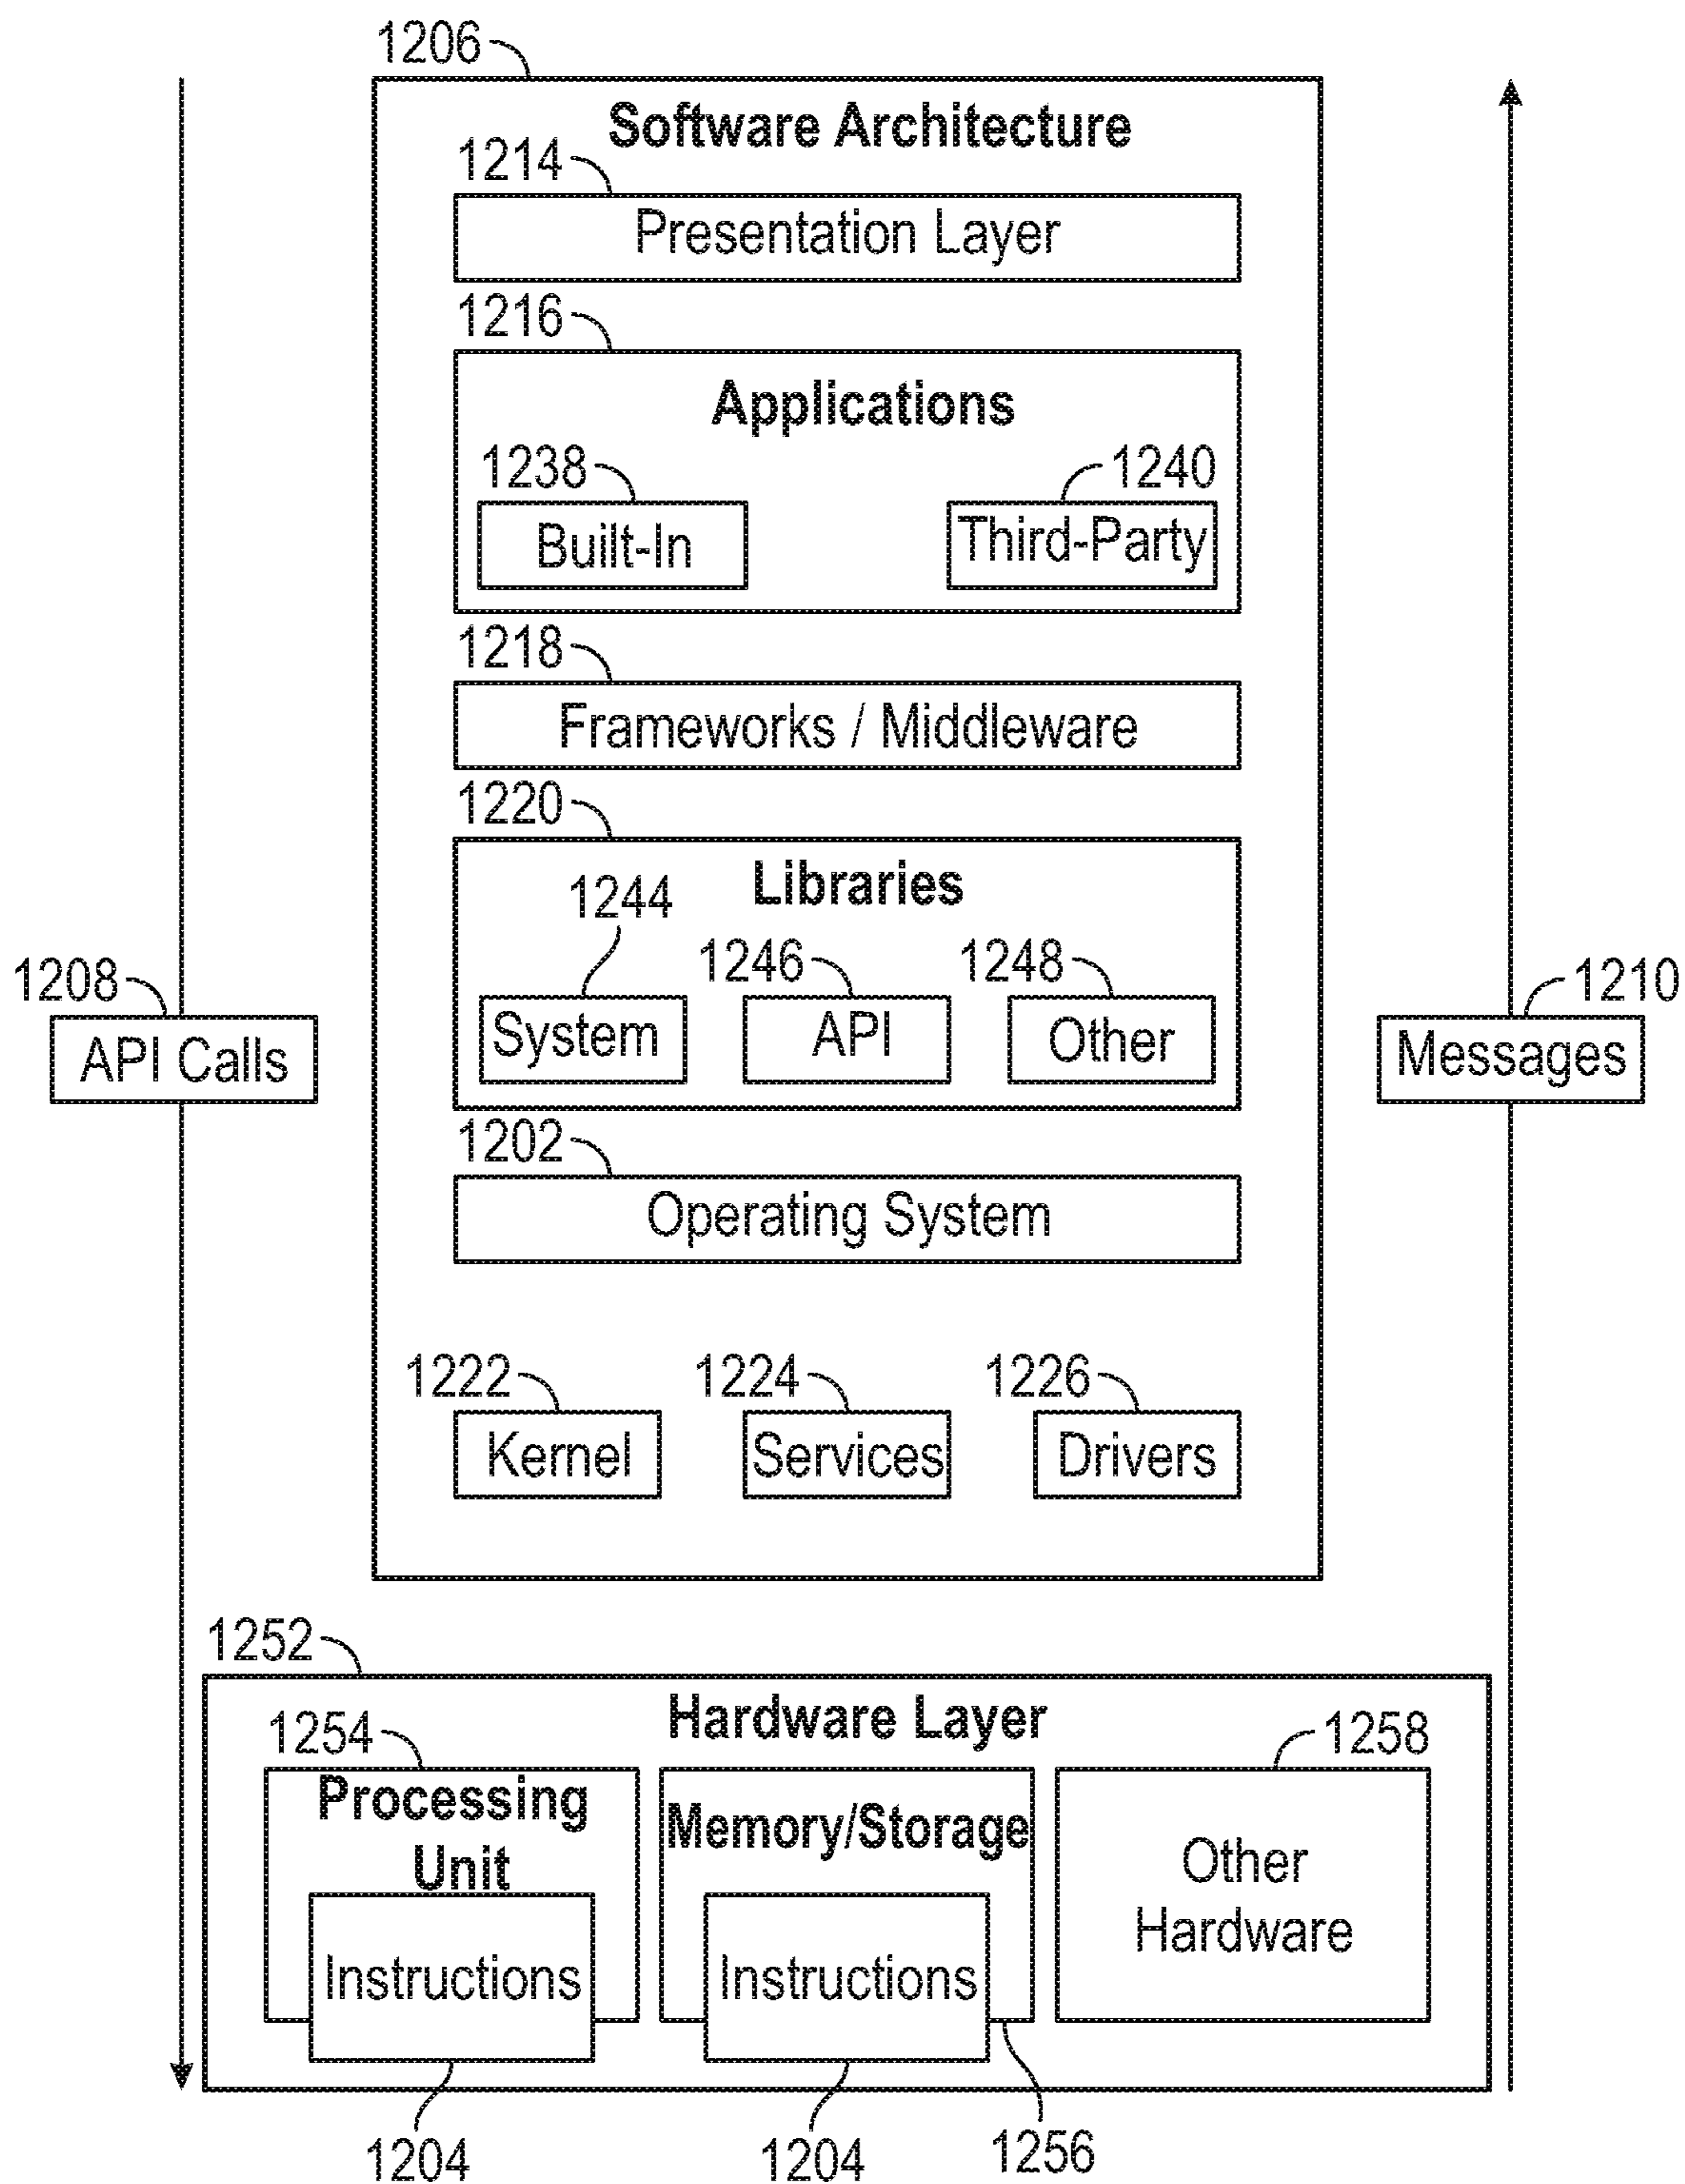 1206
Software Architecture
1214
Presentation Layer
1216
Applications
1238
1240
Built-In
Third-Party
1218
Frameworks / Middleware
1220
Libraries
1244
1246
1248
System
API
Other
1208
API Calls
1210
Messages
1202
Operating System
1222
1224
1226
Kernel
Services
Drivers
1252
Hardware Layer
1254
1258
Processing
Unit
Memory/Storage
Other
Hardware
Instructions
Instructions
1204
1204
1256